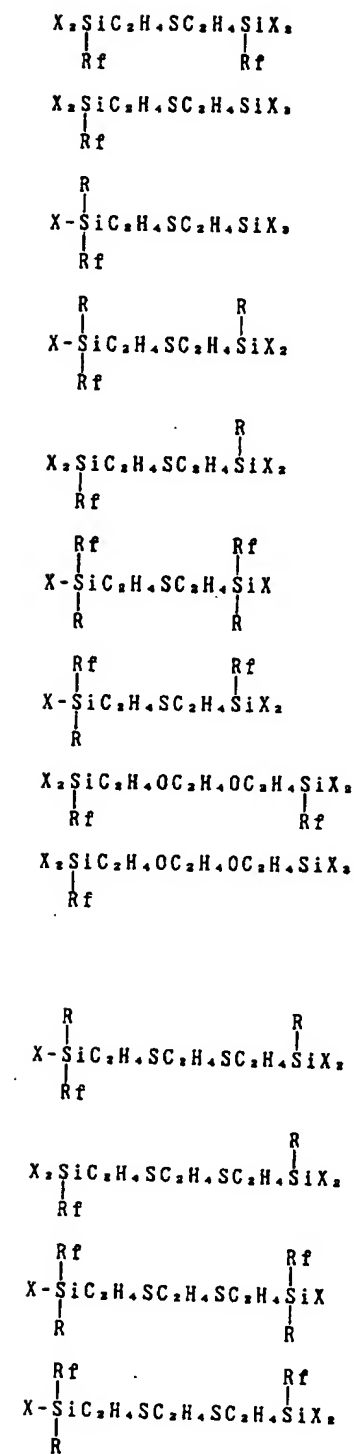 X₂SiC₂H₄SC₂H₄SiX₂
Rf Rf
X₂SiC₂H₄SC₂H₄SiX₃
Rf
R
X-SiC₂H₄SC₂H₄SiX₃
Rf
R R
X-SiC₂H₄SC₂H₄SiX₂
Rf
R
X₂SiC₂H₄SC₂H₄SiX₂
Rf
Rf Rf
X-SiC₂H₄SC₂H₄SiX
R R
Rf Rf
X-SiC₂H₄SC₂H₄SiX₂
R
X₂SiC₂H₄OC₂H₄OC₂H₄SiX₂
Rf Rf
X₂SiC₂H₄OC₂H₄OC₂H₄SiX₃
Rf
R R
X-SiC₂H₄SC₂H₄SC₂H₄SiX₂
Rf
R
X₂SiC₂H₄SC₂H₄SC₂H₄SiX₂
Rf
Rf Rf
X-SiC₂H₄SC₂H₄SC₂H₄SiX
R R
Rf Rf
X-SiC₂H₄SC₂H₄SC₂H₄SiX₂
R